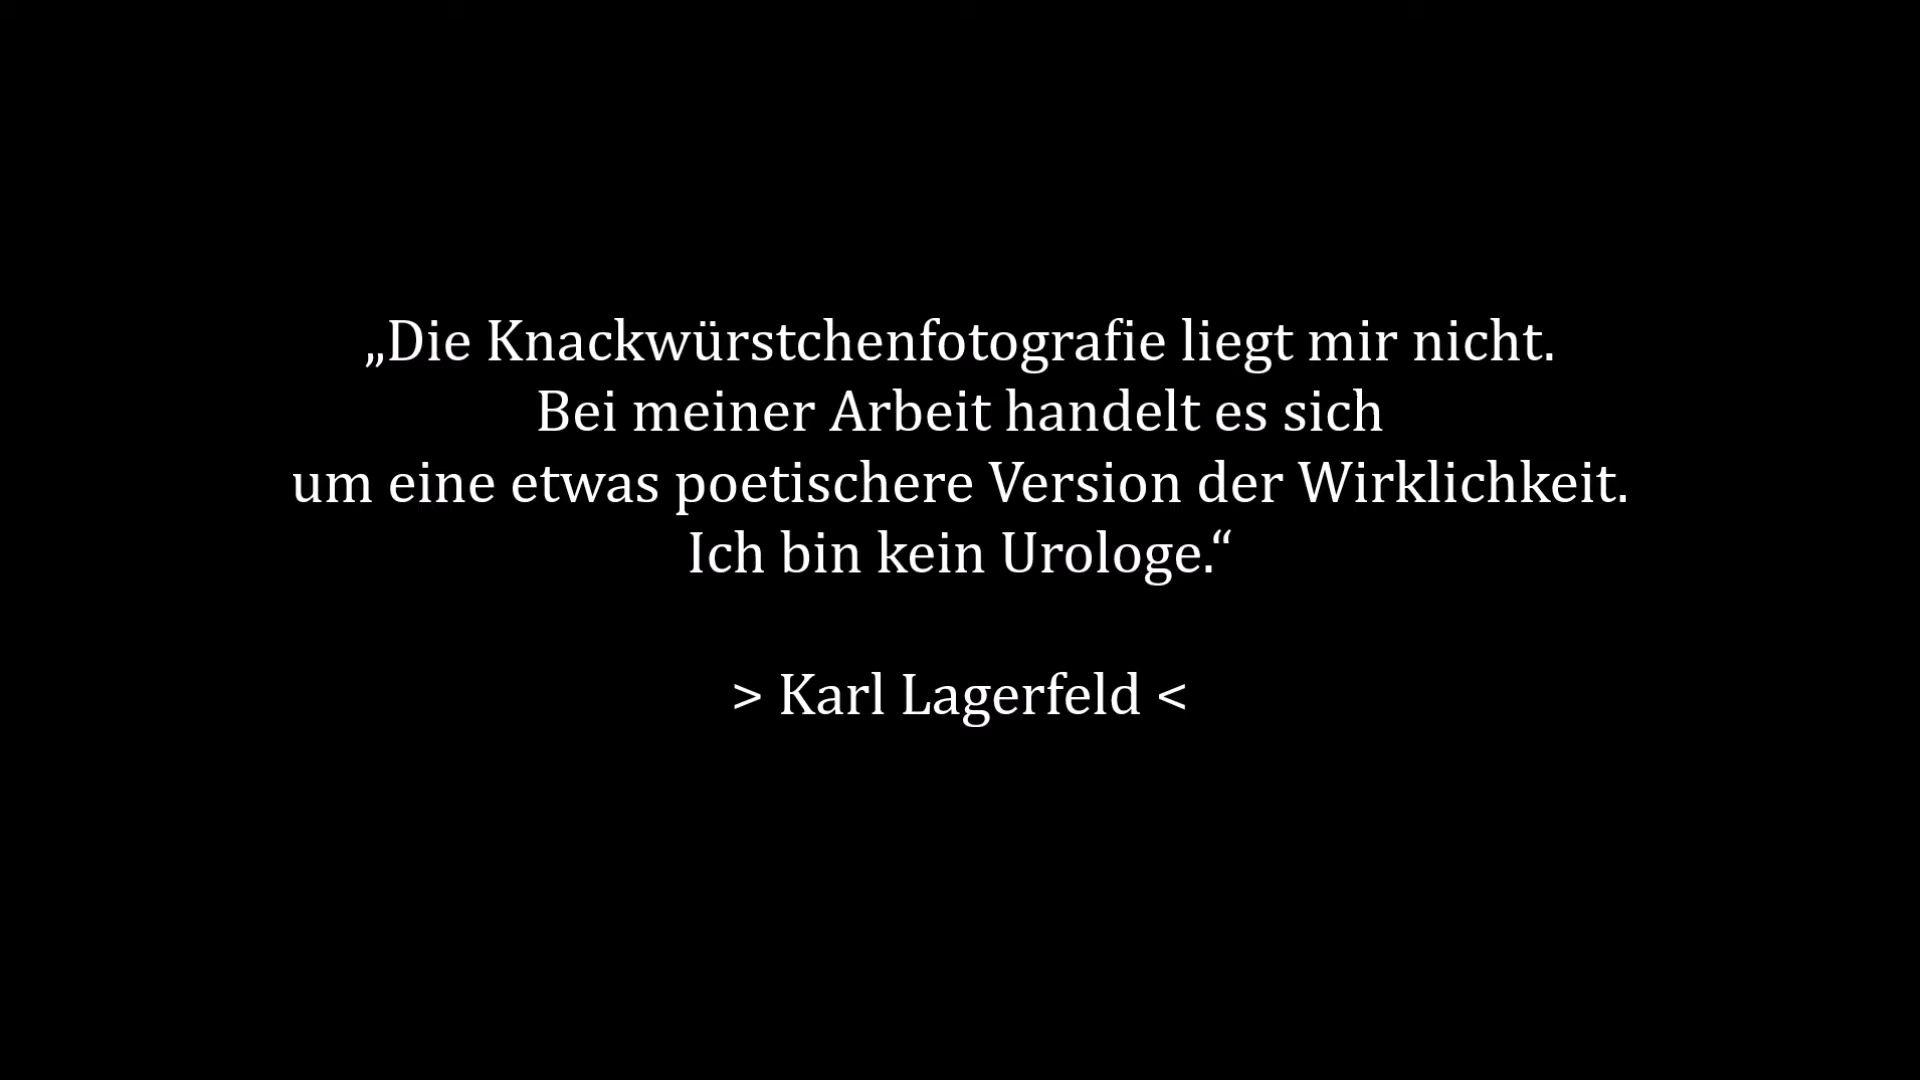 „Die Knackwürstchenfotografie liegt mir nicht.
Bei meiner Arbeit handelt es sich
um eine etwas poetischere Version der Wirklichkeit.
Ich bin kein Urologe.“
> Karl Lagerfeld <